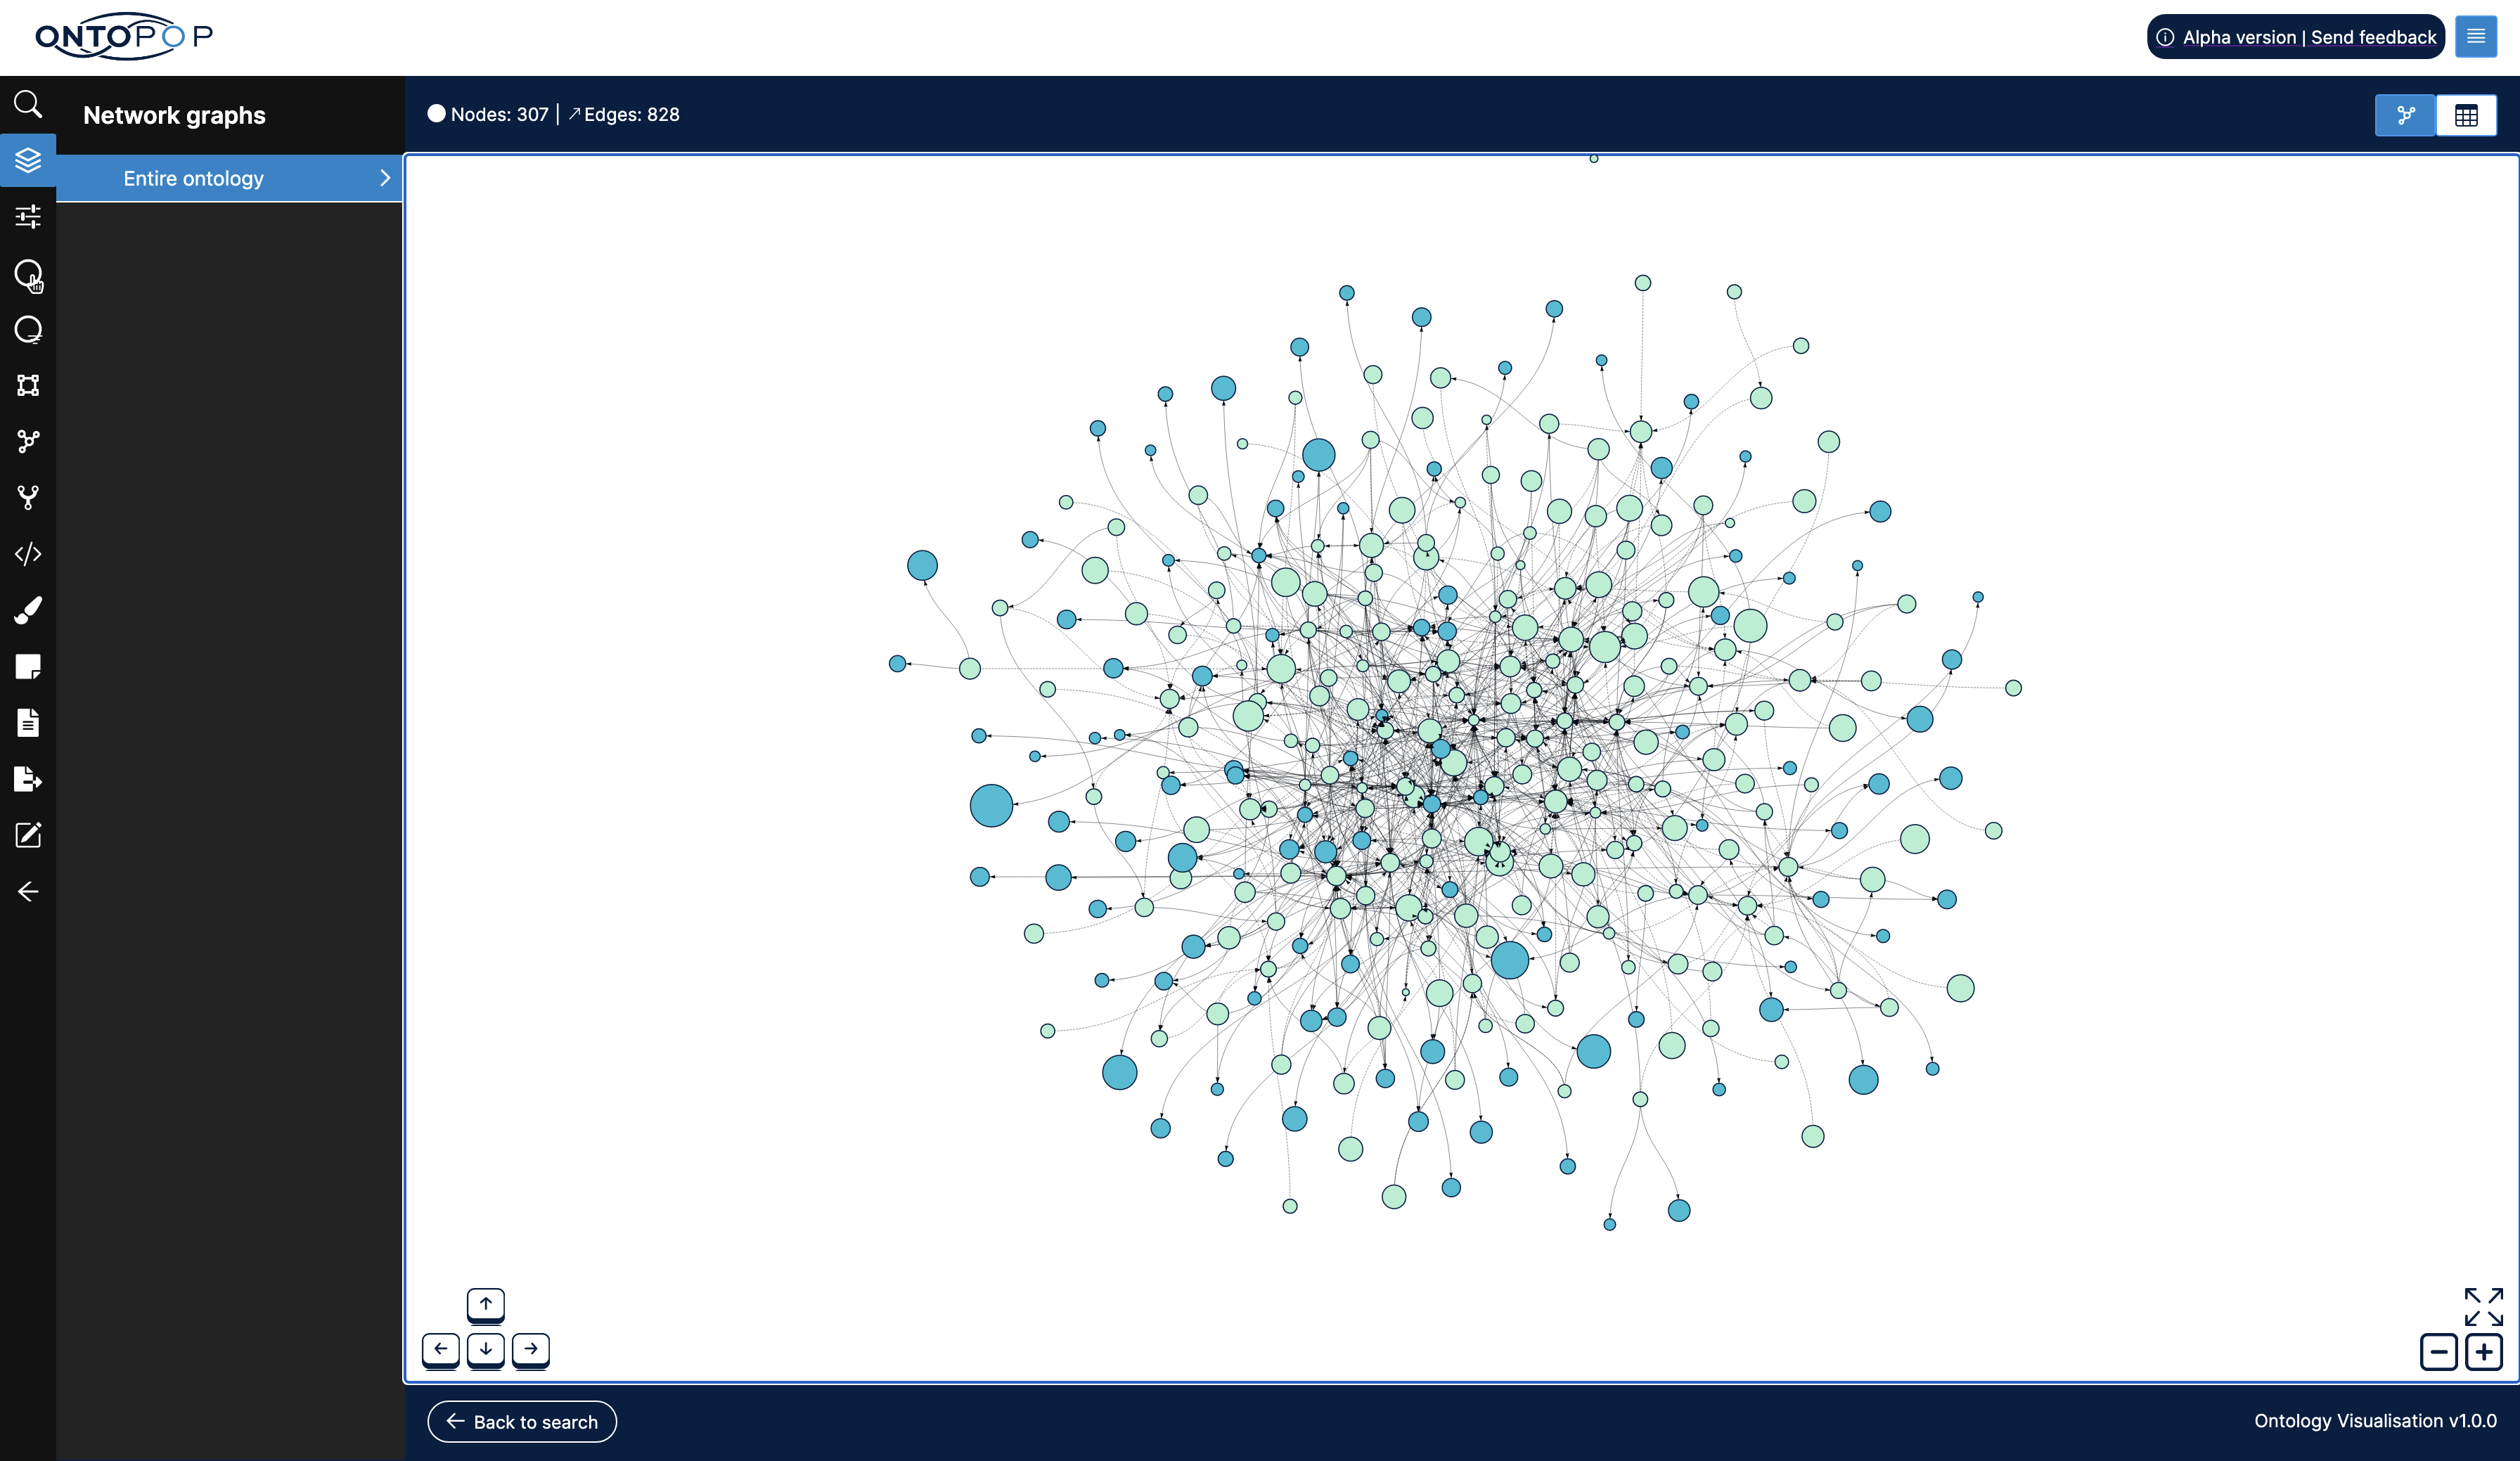 ONTOPOP
Alpha version | Send feedback
Network graphs
Nodes: 307 | Edges: 828
Entire ontology
Back to search
Ontology Visualisation v1.0.0